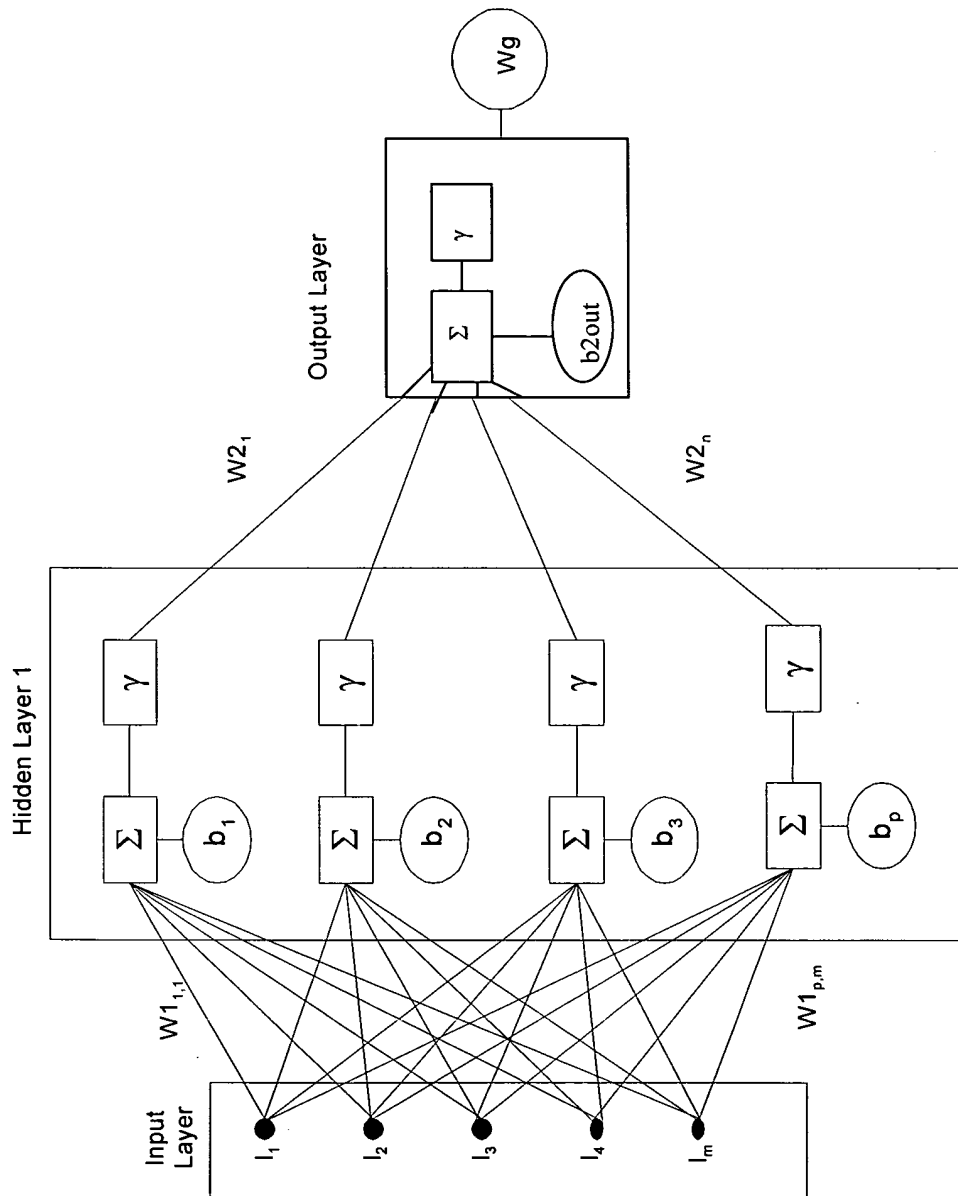 Input
Layer
I₁
I₂
I₃
I₄
Iₘ
W1₁,₁
W1ₚ,ₘ
Hidden Layer 1
Σ
γ
b₁
Σ
γ
b₂
Σ
γ
b₃
Σ
γ
bₚ
W2₁
W2ₙ
Output Layer
Σ
γ
b2out
Wg